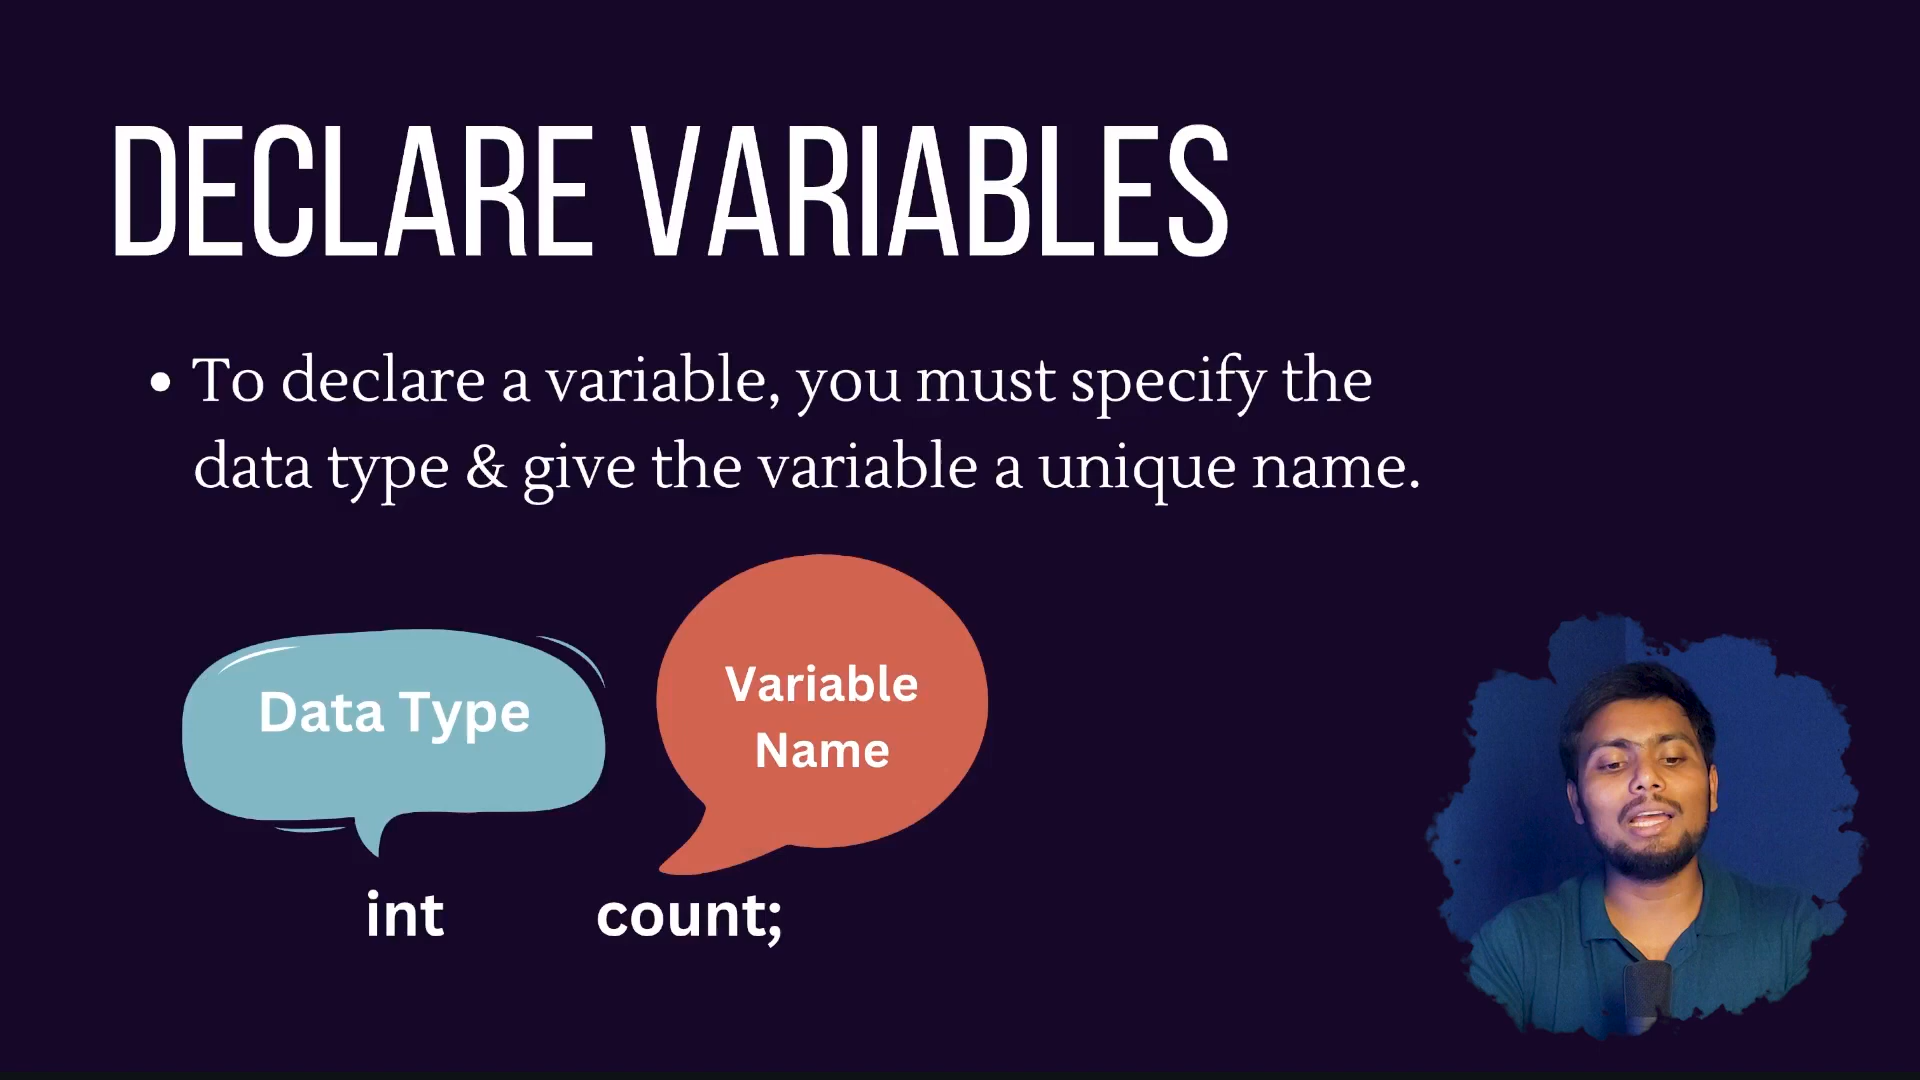 DECLARE VARIABLES
• To declare a variable, you must specify the
data type & give the variable a unique name.
Data Type
Variable
Name
int count;